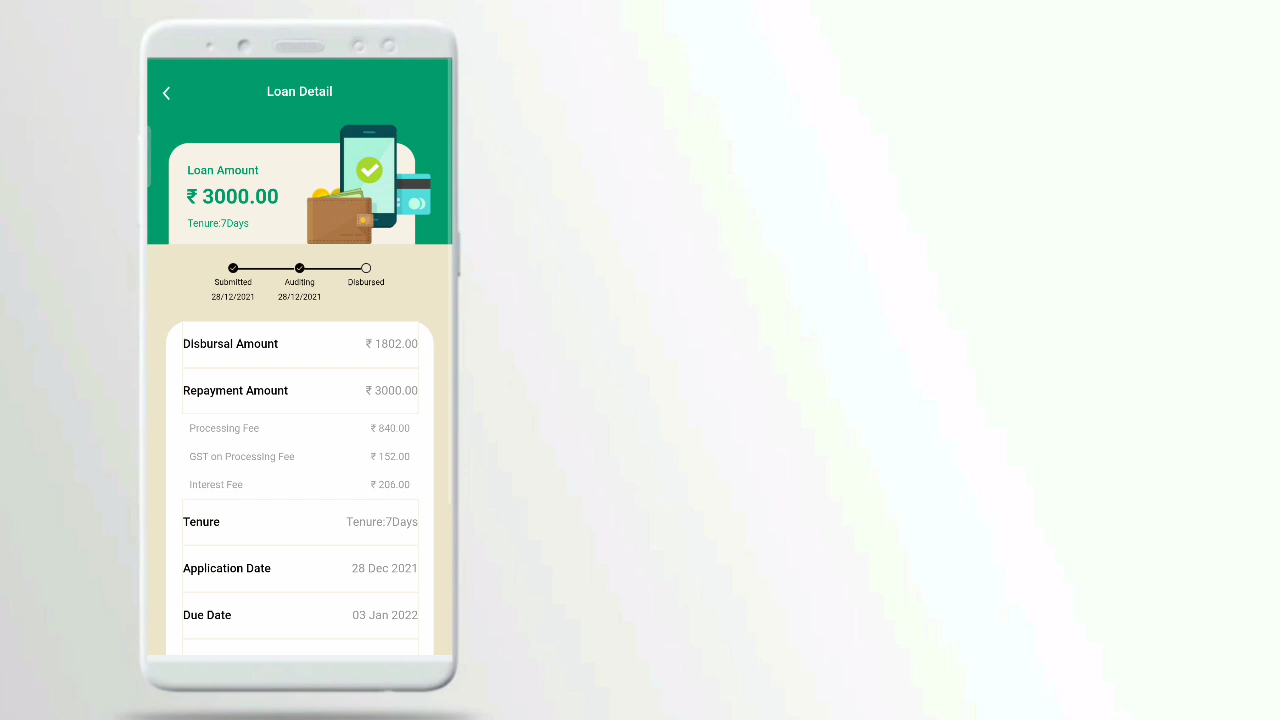 Loan Detail
Loan Amount
₹ 3000.00
Tenure:7Days
Submitted Auditing Disbursed
28/12/2021 28/12/2021
Disbursal Amount ₹ 1802.00
Repayment Amount ₹ 3000.00
Processing Fee ₹ 840.00
GST on Processing Fee ₹ 152.00
Interest Fee ₹ 206.00
Tenure Tenure:7Days
Application Date 28 Dec 2021
Due Date 03 Jan 2022